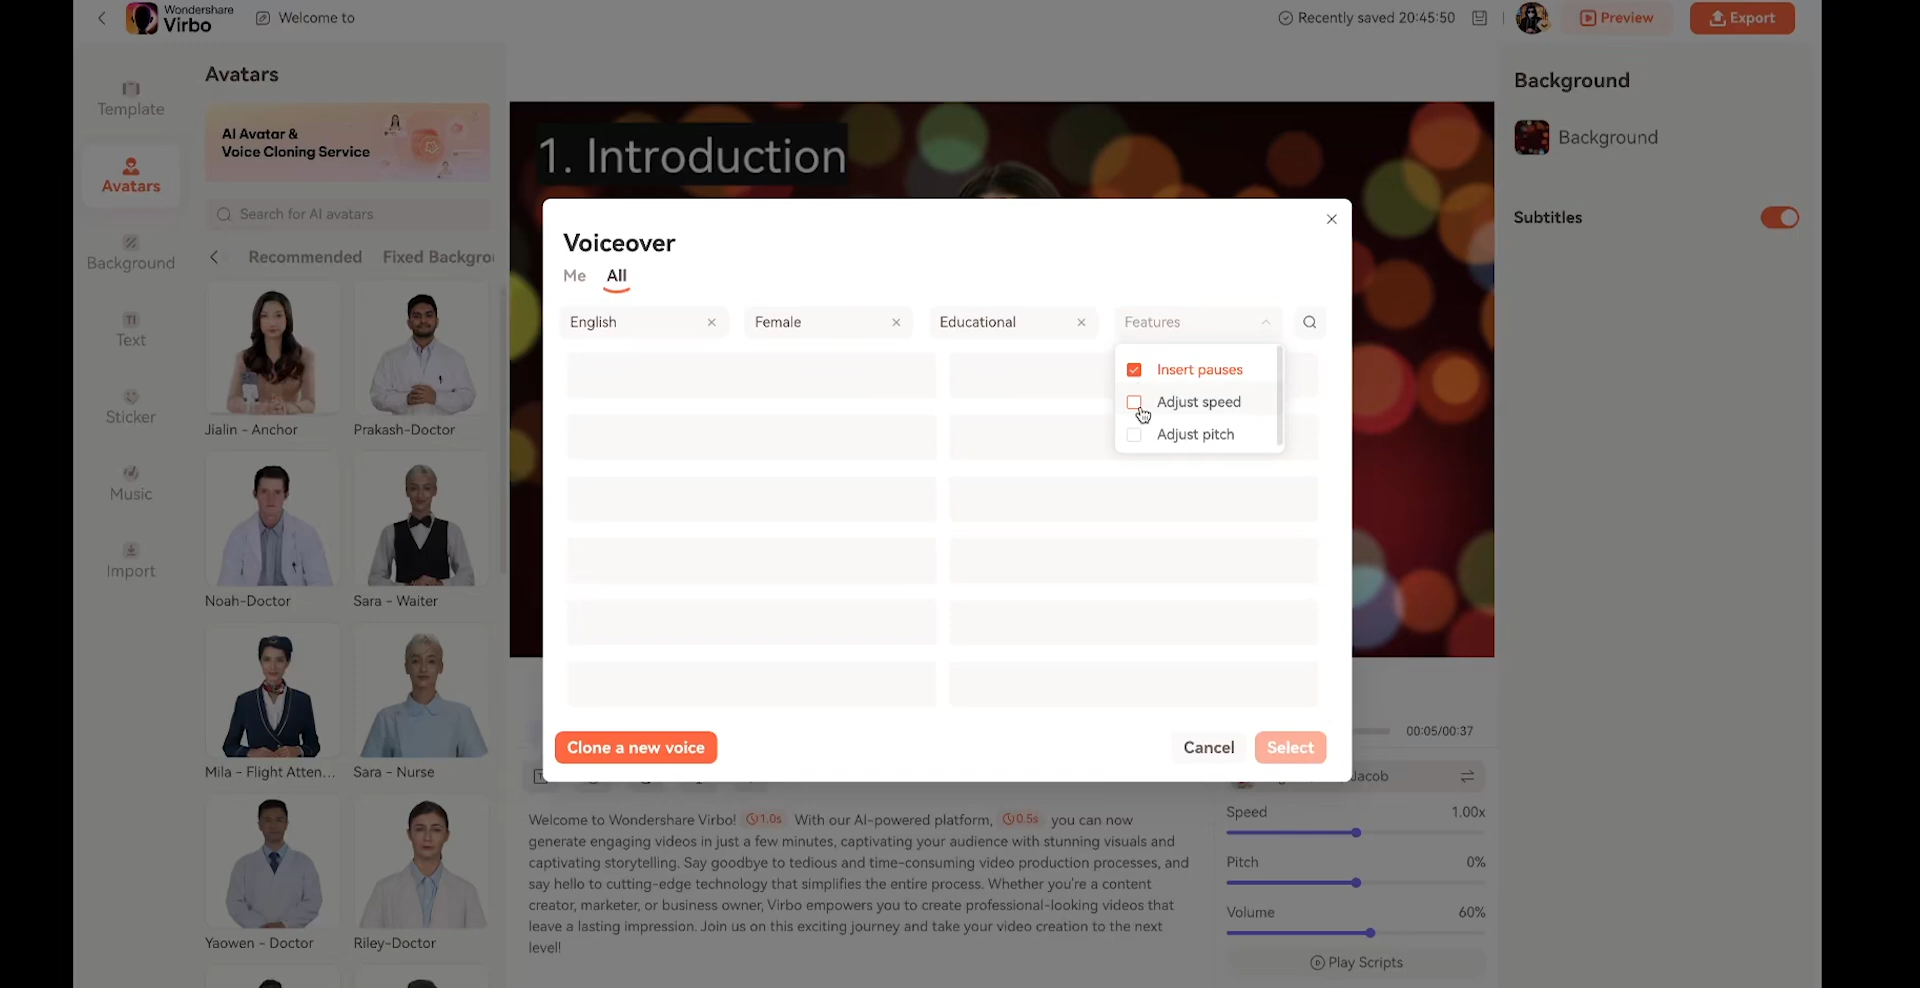 Wondershare
Virbo
Welcome to
Recently saved 20:45:50
Preview
Export
Template
Avatars
Background
Text
Sticker
Music
Import
Avatars
AI Avatar &
Voice Cloning Service
Search for AI avatars
Recommended
Fixed Backgro
Jialin - Anchor
Prakash-Doctor
Noah-Doctor
Sara - Waiter
Mila - Flight Atten...
Sara - Nurse
Yaowen - Doctor
Riley-Doctor
1. Introduction
Voiceover
Me
All
English
Female
Educational
Features
Insert pauses
Adjust speed
Adjust pitch
Clone a new voice
Cancel
Select
00:05/00:37
Welcome to Wondershare Virbo! 1.0s With our AI-powered platform, 0.5s you can now
generate engaging videos in just a few minutes, captivating your audience with stunning visuals and
captivating storytelling. Say goodbye to tedious and time-consuming video production processes, and
say hello to cutting-edge technology that simplifies the entire process. Whether you're a content
creator, marketer, or business owner, Virbo empowers you to create professional-looking videos that
leave a lasting impression. Join us on this exciting journey and take your video creation to the next
level!
Jacob
Speed
1.00x
Pitch
0%
Volume
60%
Play Scripts
Background
Background
Subtitles